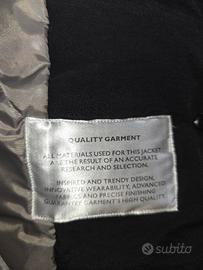 QUALITY GARMENT
ALL MATERIALS USED FOR THIS JACKET
ARE THE RESULT OF AN ACCURATE
RESEARCH AND SELECTION.
INSPIRED AND TRENDY DESIGN,
INNOVATIVE WEARABILITY, ADVANCED
FABRICS AND PRECISE FINISHING
GUARANTEE GARMENT'S HIGH QUALITY.
subito